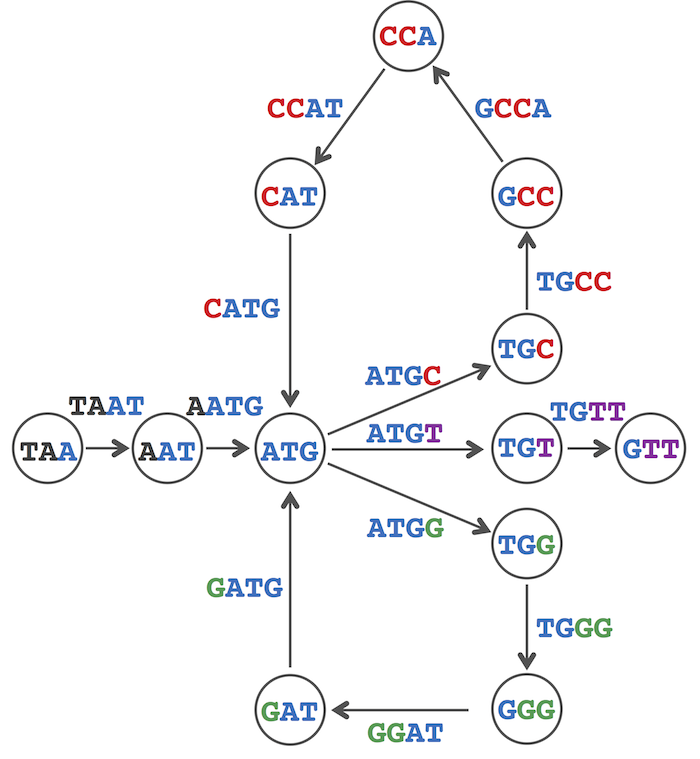 CCA
CCAT
GCCA
CAT
GCC
CATG
TGCC
TGC
ATGC
TAAT
AATG
TGTT
ATGT
TAA
AAT
ATG
TGT
GTT
ATGG
TGG
GATG
TGGG
GAT
GGG
GGAT